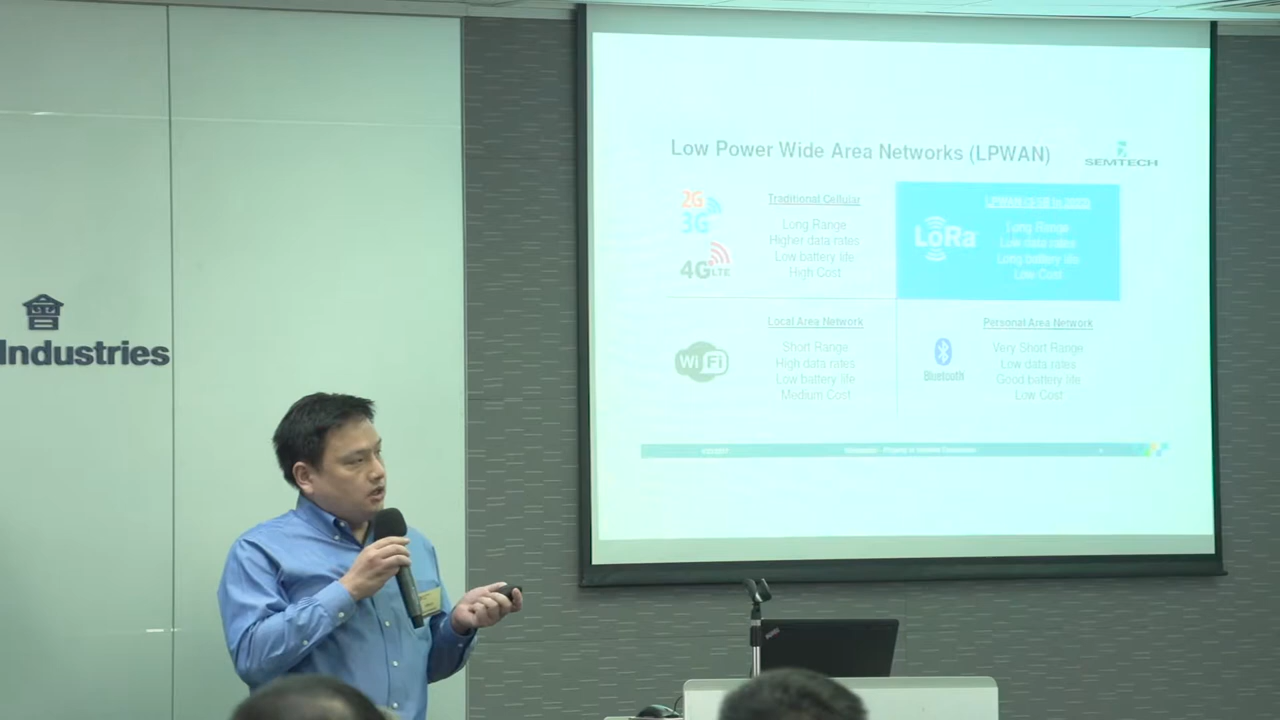 Industries
Low Power Wide Area Networks (LPWAN)
SEMTECH
2G
3G
4G LTE
Traditional Cellular
Long Range
Higher data rates
Low battery life
High Cost
LoRa
Long Range
Low data rates
Long battery life
Low Cost
WiFi
Local Area Network
Short Range
High data rates
Low battery life
Medium Cost
Bluetooth
Personal Area Network
Very Short Range
Low data rates
Good battery life
Low Cost